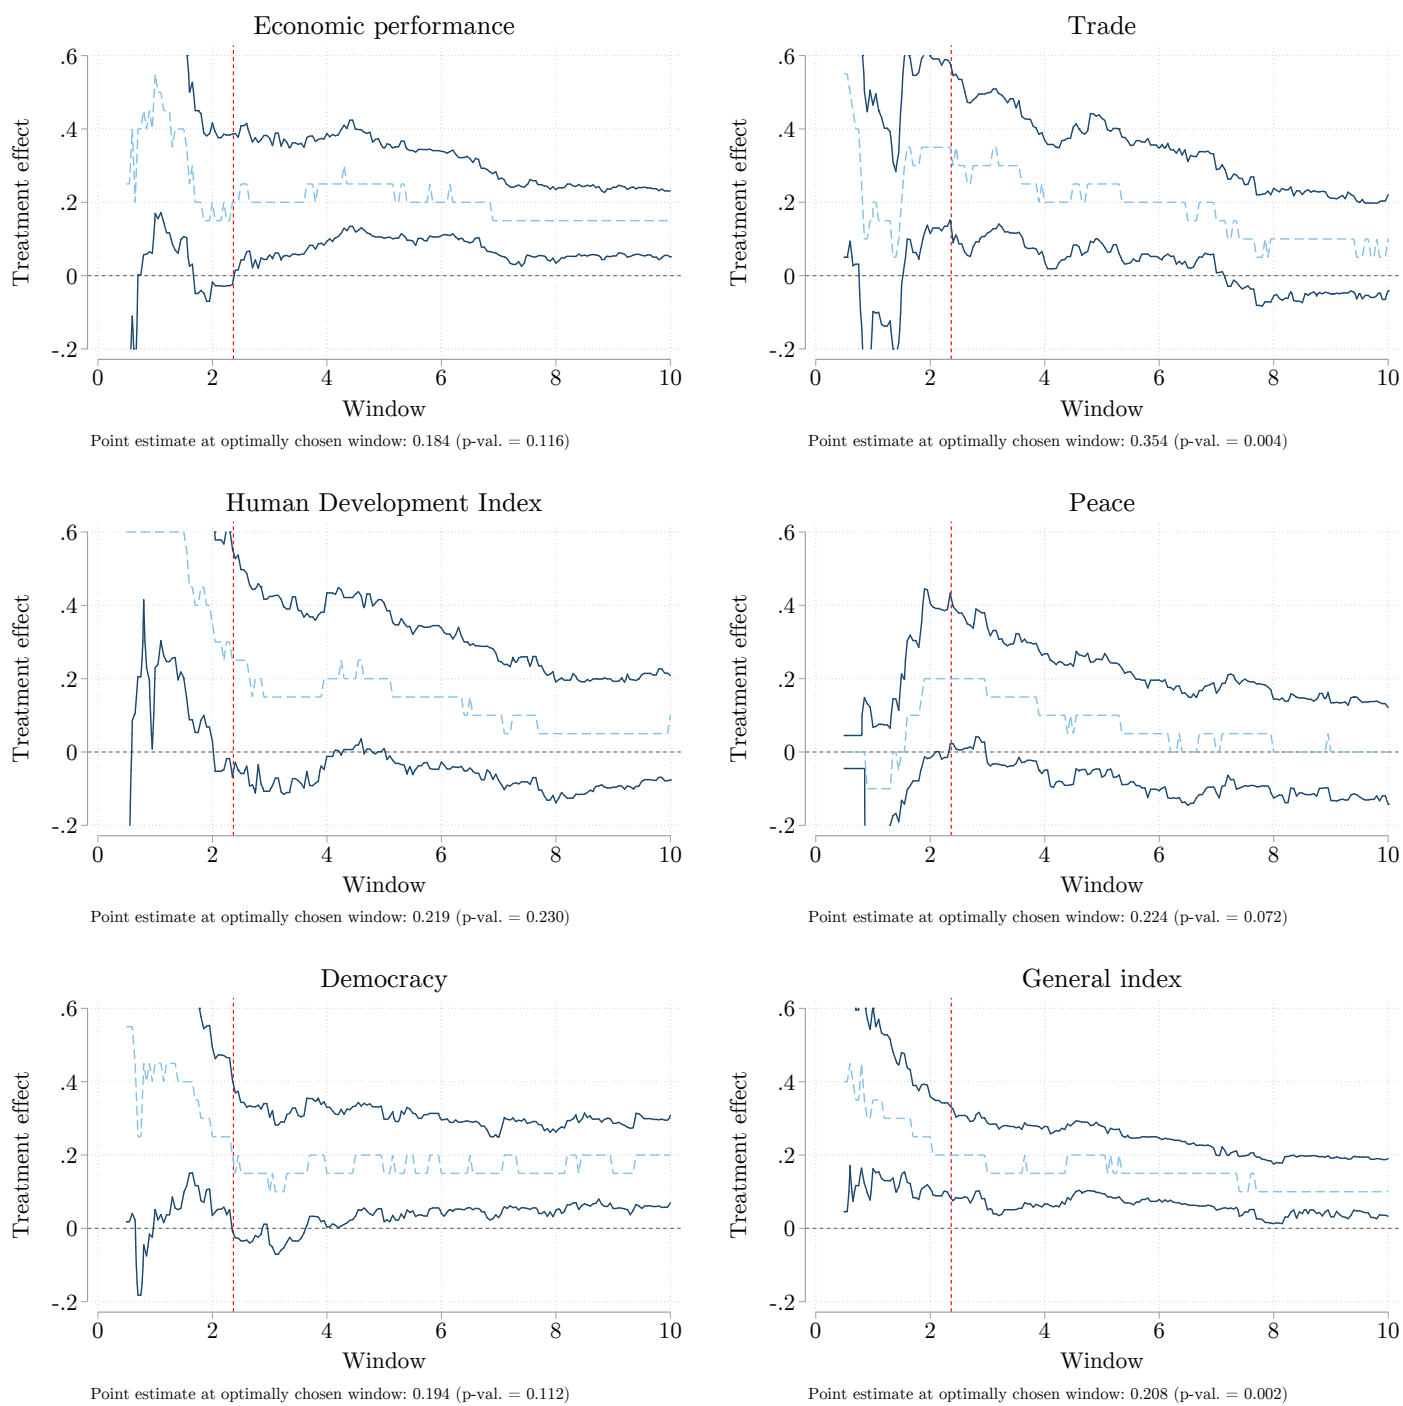 Economic performance
Treatment effect
.6
.4
.2
0
-.2
0 2 4 6 8 10
Window
Point estimate at optimally chosen window: 0.184 (p-val. = 0.116)
Trade
Treatment effect
.6
.4
.2
0
-.2
0 2 4 6 8 10
Window
Point estimate at optimally chosen window: 0.354 (p-val. = 0.004)
Human Development Index
Treatment effect
.6
.4
.2
0
-.2
0 2 4 6 8 10
Window
Point estimate at optimally chosen window: 0.219 (p-val. = 0.230)
Peace
Treatment effect
.6
.4
.2
0
-.2
0 2 4 6 8 10
Window
Point estimate at optimally chosen window: 0.224 (p-val. = 0.072)
Democracy
Treatment effect
.6
.4
.2
0
-.2
0 2 4 6 8 10
Window
Point estimate at optimally chosen window: 0.194 (p-val. = 0.112)
General index
Treatment effect
.6
.4
.2
0
-.2
0 2 4 6 8 10
Window
Point estimate at optimally chosen window: 0.208 (p-val. = 0.002)